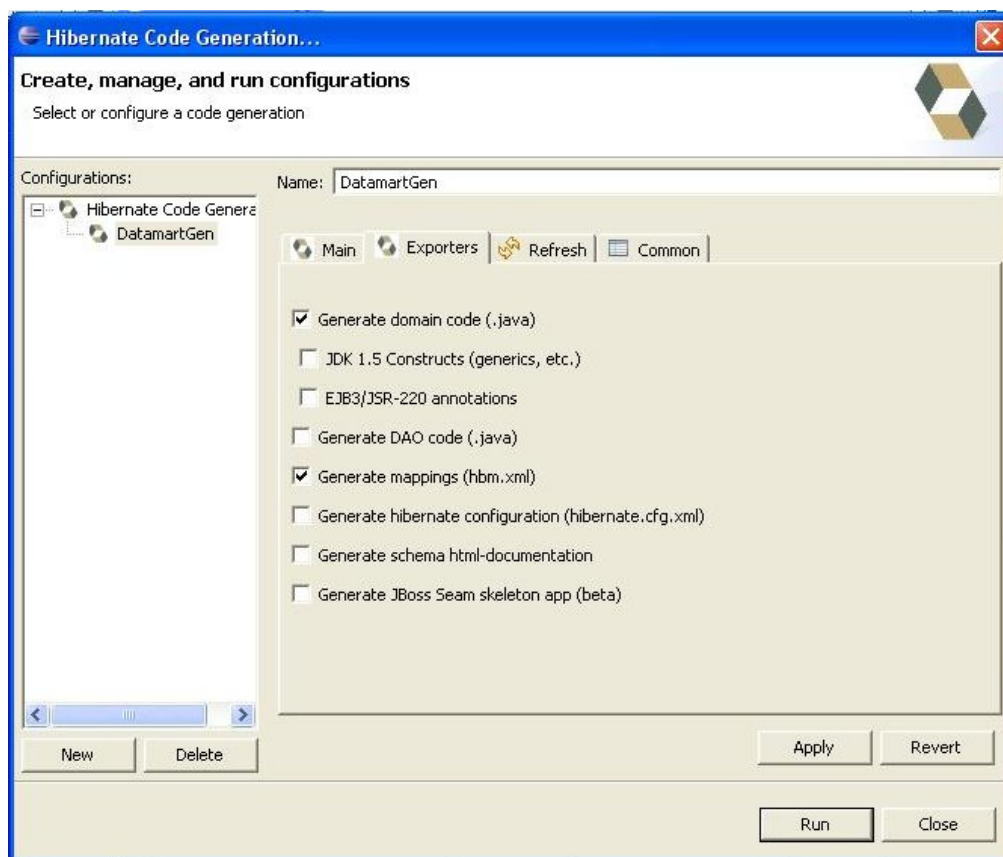 Hibernate Code Generation...
Create, manage, and run configurations
Select or configure a code generation
Configurations:
Hibernate Code Genera
DatamartGen
Name: DatamartGen
Main Exporters Refresh Common
Generate domain code (.java)
JDK 1.5 Constructs (generics, etc.)
EJB3/JSR-220 annotations
Generate DAO code (.java)
Generate mappings (hbm.xml)
Generate hibernate configuration (hibernate.cfg.xml)
Generate schema html-documentation
Generate JBoss Seam skeleton app (beta)
New Delete
Apply Revert
Run Close